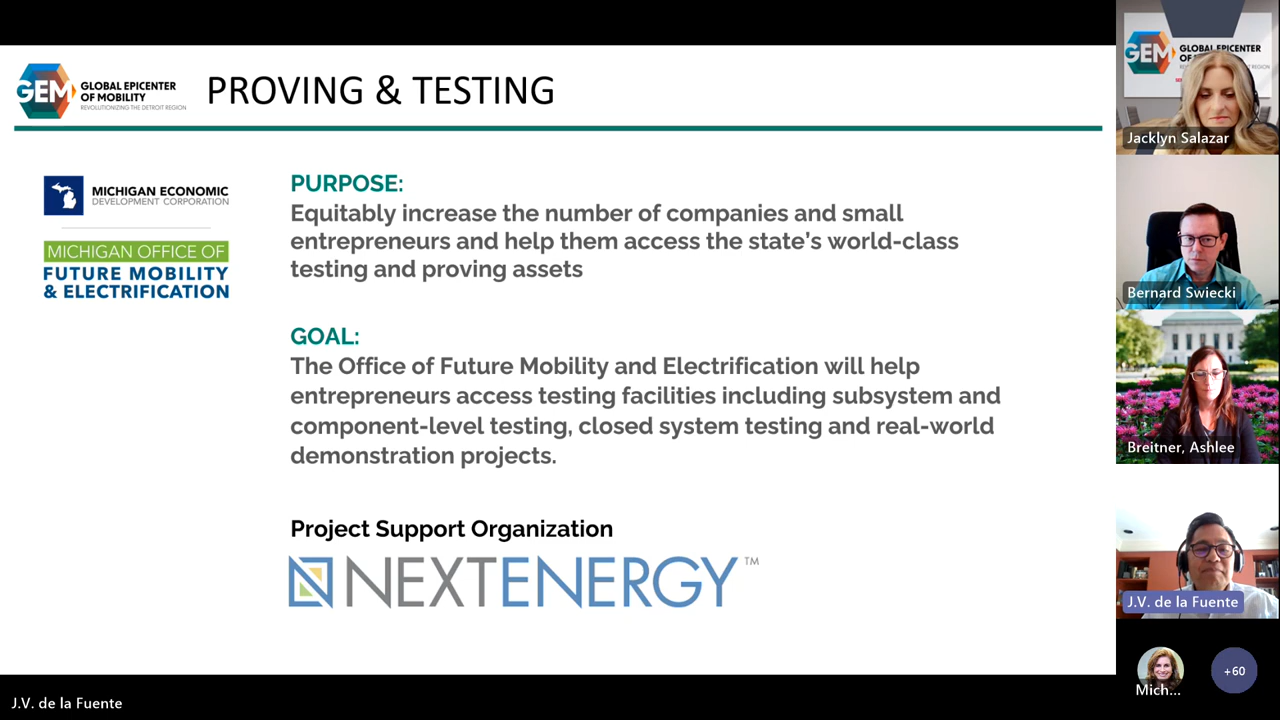 GEM
GLOBAL EPICENTER
OF MOBILITY
REVOLUTIONIZING THE DETROIT REGION
PROVING & TESTING
MICHIGAN ECONOMIC
DEVELOPMENT CORPORATION
MICHIGAN OFFICE OF
FUTURE MOBILITY
& ELECTRIFICATION
PURPOSE:
Equitably increase the number of companies and small
entrepreneurs and help them access the state’s world-class
testing and proving assets
GOAL:
The Office of Future Mobility and Electrification will help
entrepreneurs access testing facilities including subsystem and
component-level testing, closed system testing and real-world
demonstration projects.
Project Support Organization
NEXTENERGY™
GEM
GLOBAL EPICENTER
Jacklyn Salazar
Bernard Swiecki
Breitner, Ashlee
J.V. de la Fuente
Mich...
+60
J.V. de la Fuente